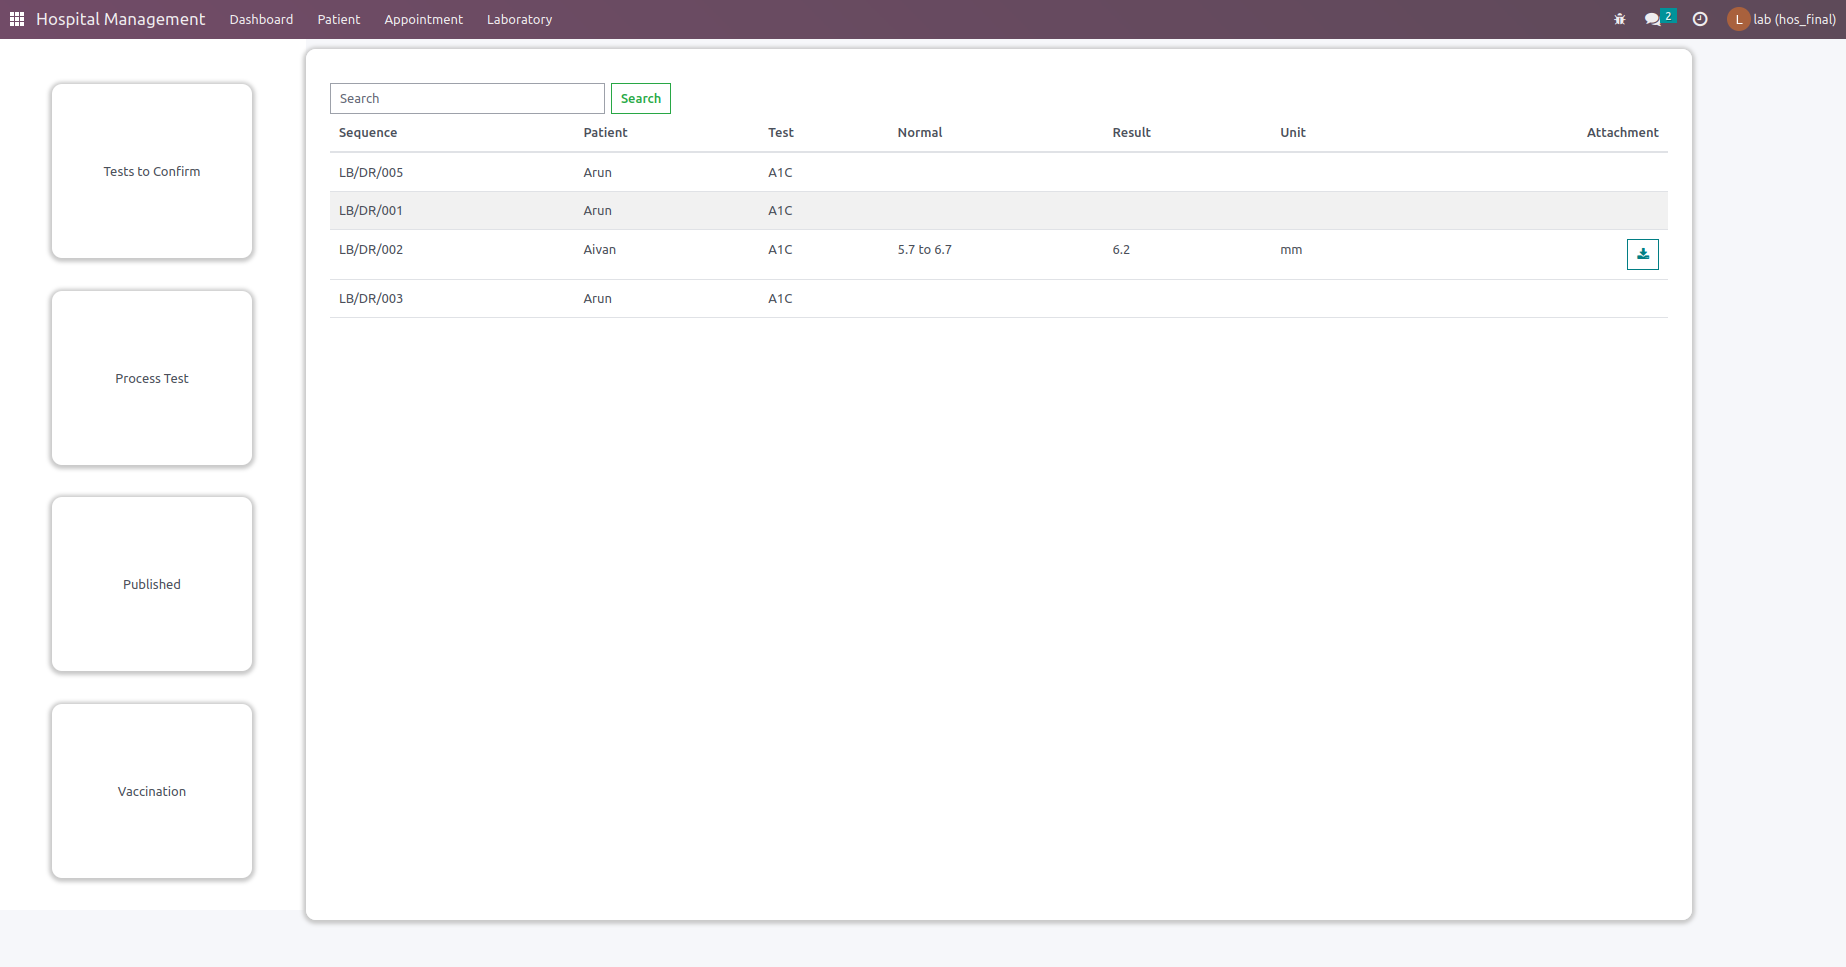 Hospital Management Dashboard Patient Appointment Laboratory 2 L lab (hos_final)
Tests to Confirm
Process Test
Published
Vaccination
Search Search
Sequence Patient Test Normal Result Unit Attachment
LB/DR/005 Arun A1C
LB/DR/001 Arun A1C
LB/DR/002 Aivan A1C 5.7 to 6.7 6.2 mm
LB/DR/003 Arun A1C